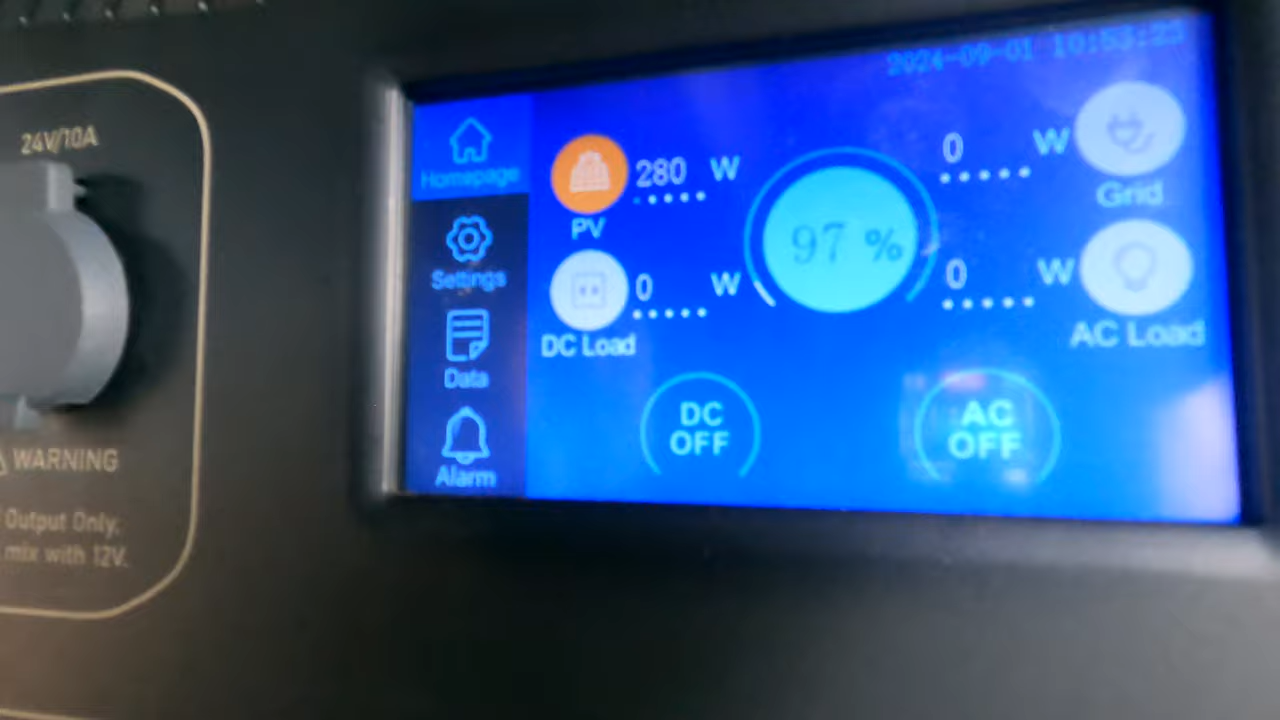 24V/10A
WARNING
Output Only.
mix with 12V.
2024-09-01 10:53:23
Homepage
Settings
Data
Alarm
280 W
PV
0 W
DC Load
97 %
0 W
Grid
0 W
AC Load
DC
OFF
AC
OFF